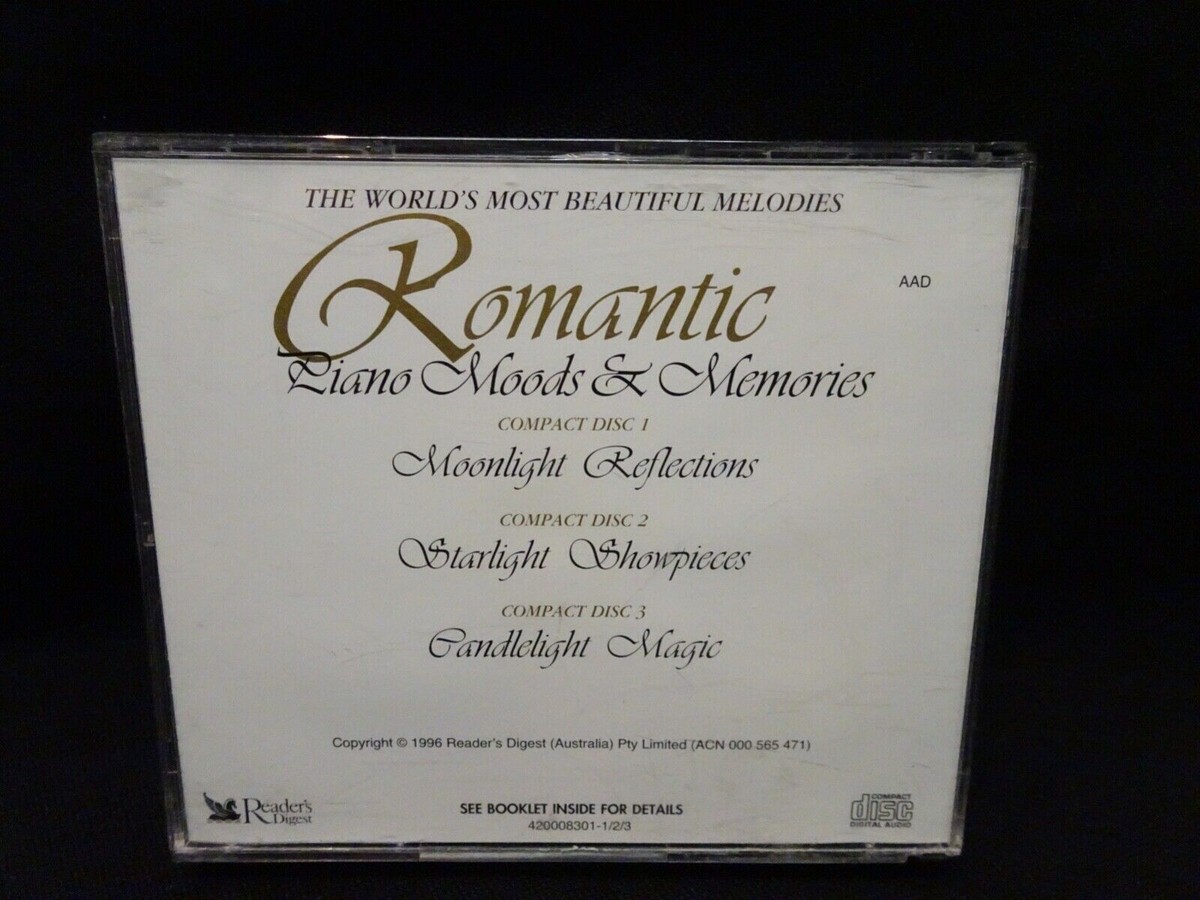 THE WORLD'S MOST BEAUTIFUL MELODIES
Romantic
AAD
Piano Moods & Memories
COMPACT DISC 1
Moonlight Reflections
COMPACT DISC 2
Starlight Showpieces
COMPACT DISC 3
Candlelight Magic
Copyright © 1996 Reader's Digest (Australia) Pty Limited (ACN 000 565 471)
Reader's
Digest
SEE BOOKLET INSIDE FOR DETAILS
420008301-1/2/3
COMPACT
disc
DIGITAL AUDIO